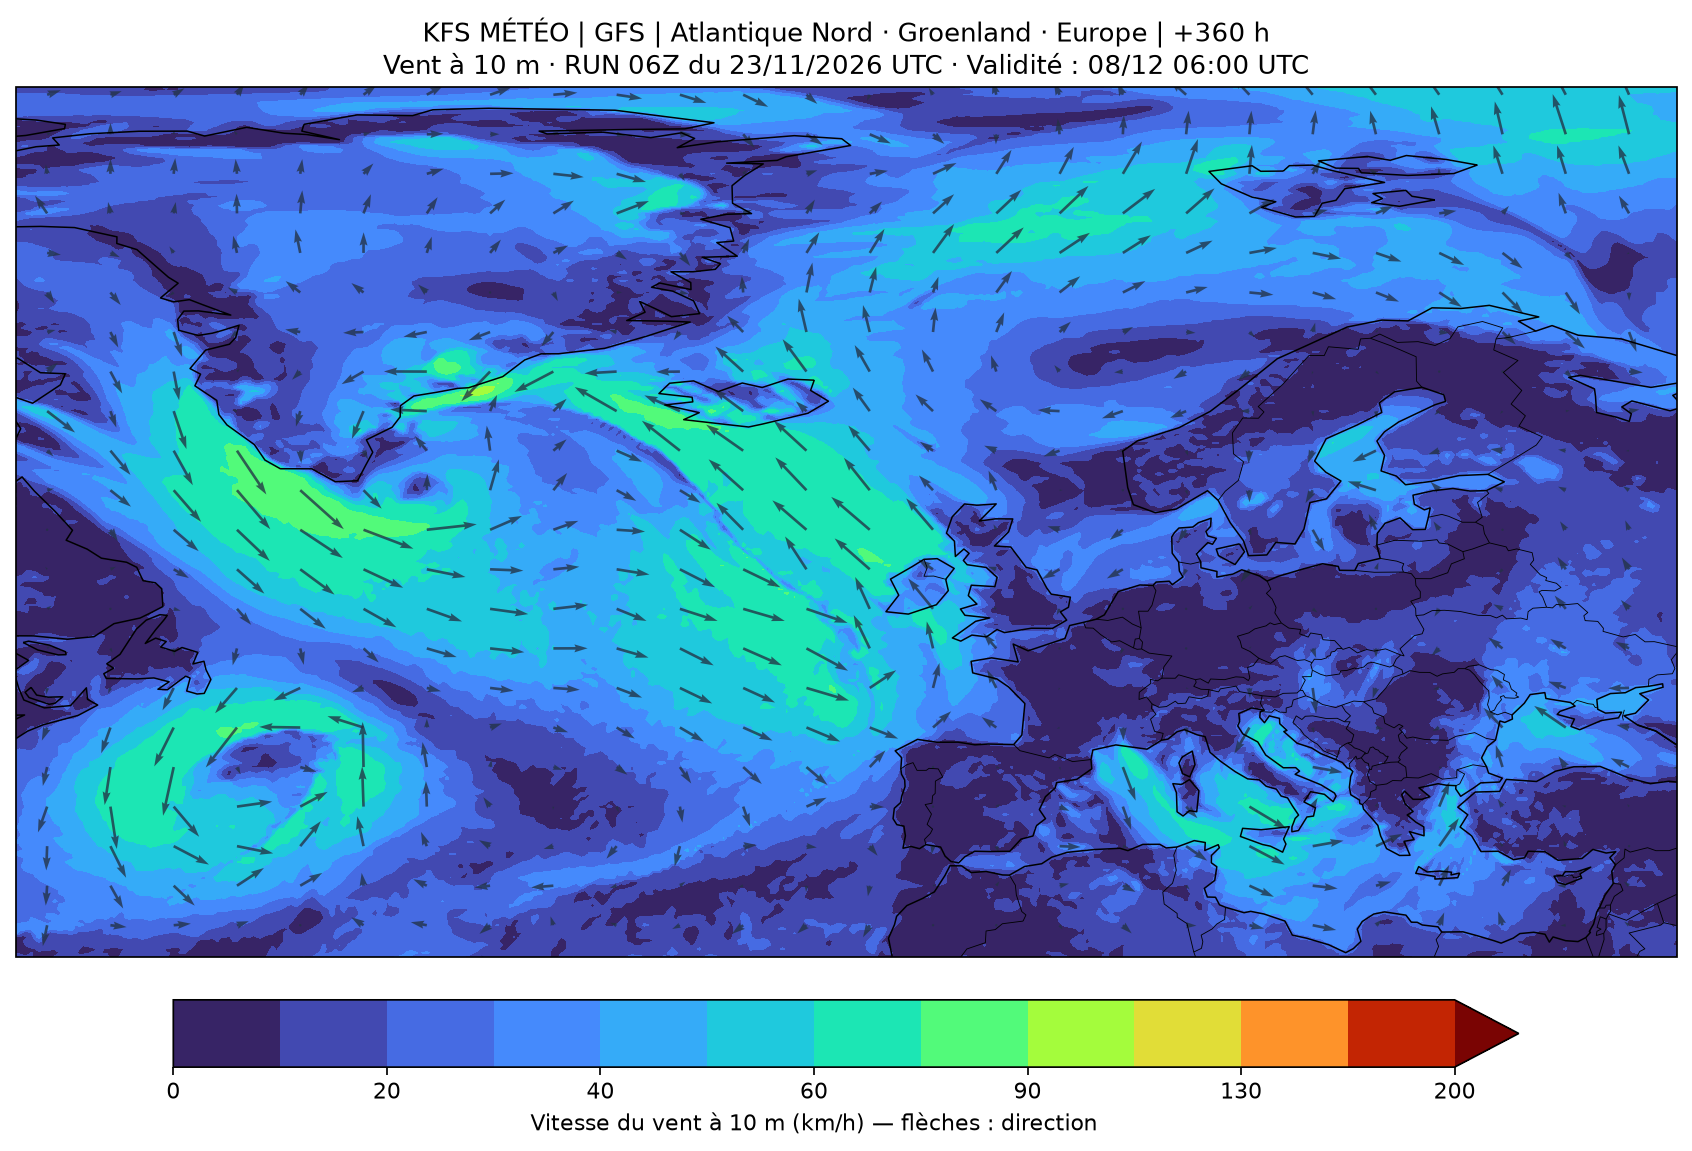 KFS MÉTÉO | GFS | Atlantique Nord · Groenland · Europe | +360 h
Vent à 10 m · RUN 06Z du 23/11/2026 UTC · Validité : 08/12 06:00 UTC
0 20 40 60 90 130 200
Vitesse du vent à 10 m (km/h) — flèches : direction